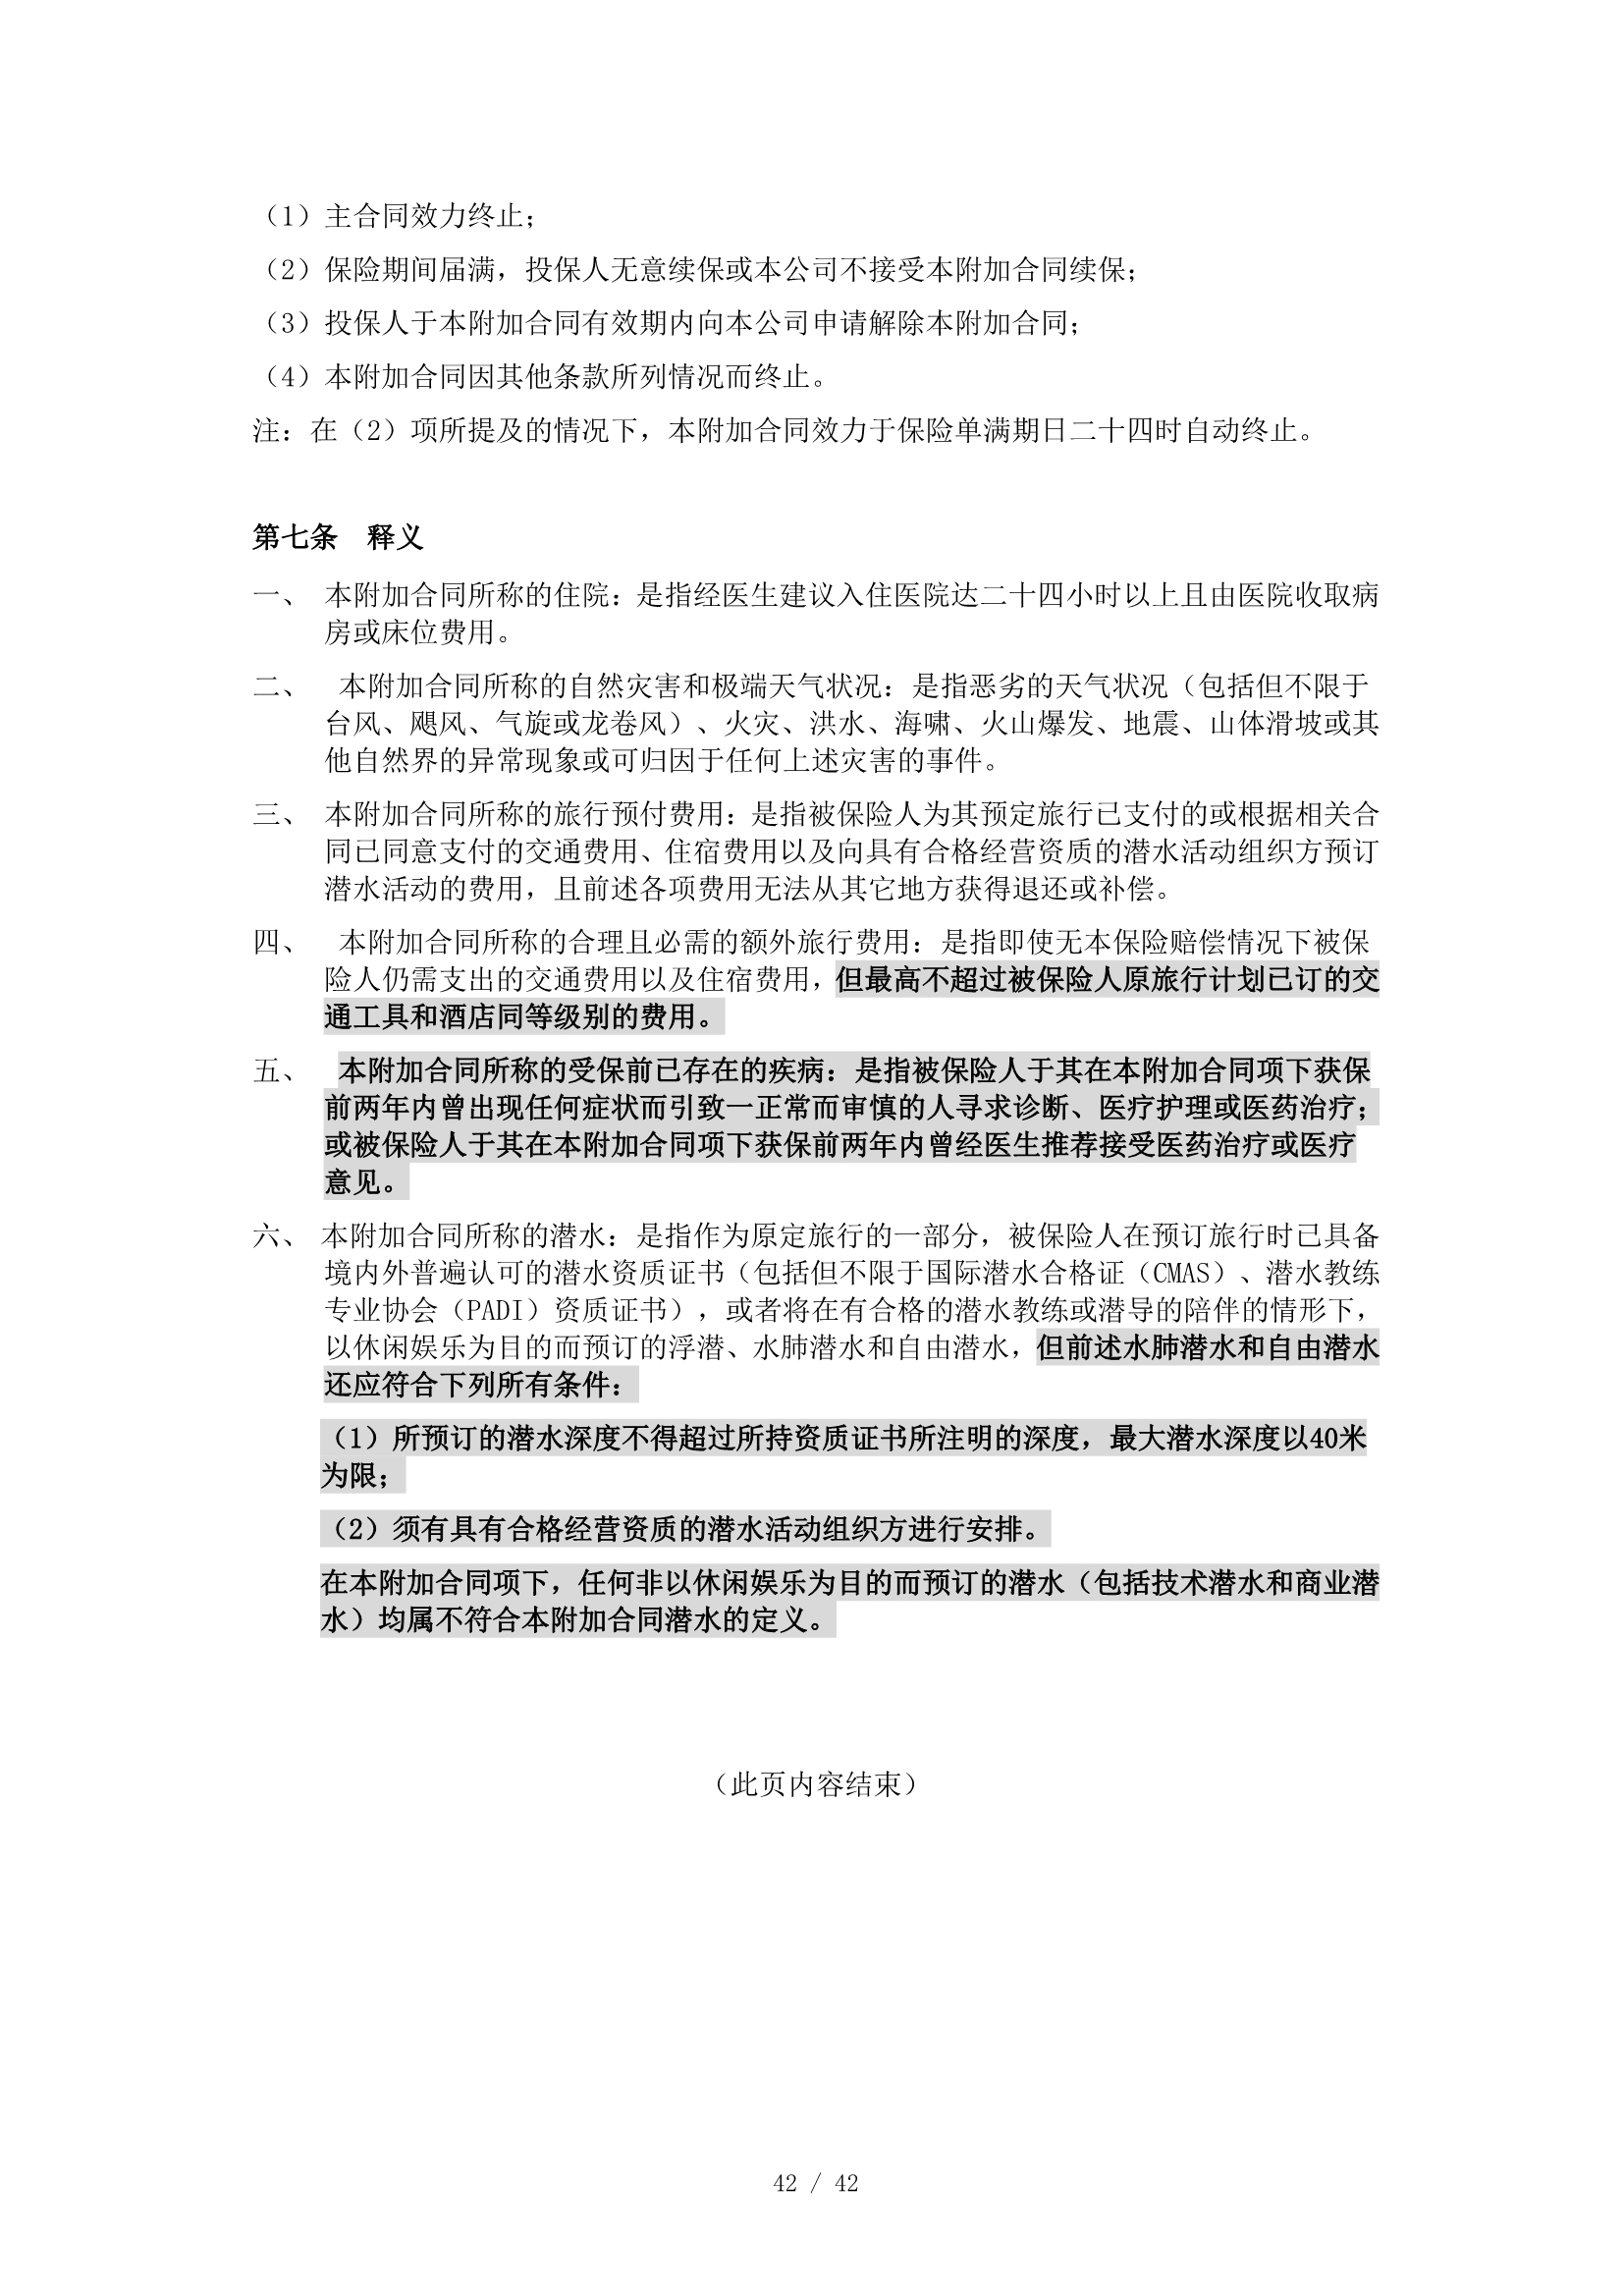 （1）主合同效力终止；
（2）保险期间届满，投保人无意续保或本公司不接受本附加合同续保；
（3）投保人于本附加合同有效期内向本公司申请解除本附加合同；
（4）本附加合同因其他条款所列情况而终止。
注：在（2）项所提及的情况下，本附加合同效力于保险单满期日二十四时自动终止。
第七条　释义
一、 本附加合同所称的住院：是指经医生建议入住医院达二十四小时以上且由医院收取病
房或床位费用。
二、 本附加合同所称的自然灾害和极端天气状况：是指恶劣的天气状况（包括但不限于
台风、飓风、气旋或龙卷风）、火灾、洪水、海啸、火山爆发、地震、山体滑坡或其
他自然界的异常现象或可归因于任何上述灾害的事件。
三、 本附加合同所称的旅行预付费用：是指被保险人为其预定旅行已支付的或根据相关合
同已同意支付的交通费用、住宿费用以及向具有合格经营资质的潜水活动组织方预订
潜水活动的费用，且前述各项费用无法从其它地方获得退还或补偿。
四、 本附加合同所称的合理且必需的额外旅行费用：是指即使无本保险赔偿情况下被保
险人仍需支出的交通费用以及住宿费用，但最高不超过被保险人原旅行计划已订的交
通工具和酒店同等级别的费用。
五、 本附加合同所称的受保前已存在的疾病：是指被保险人于其在本附加合同项下获保
前两年内曾出现任何症状而引致一正常而审慎的人寻求诊断、医疗护理或医药治疗；
或被保险人于其在本附加合同项下获保前两年内曾经医生推荐接受医药治疗或医疗
意见。
六、 本附加合同所称的潜水：是指作为原定旅行的一部分，被保险人在预订旅行时已具备
境内外普遍认可的潜水资质证书（包括但不限于国际潜水合格证（CMAS）、潜水教练
专业协会（PADI）资质证书），或者将在有合格的潜水教练或潜导的陪伴的情形下，
以休闲娱乐为目的而预订的浮潜、水肺潜水和自由潜水，但前述水肺潜水和自由潜水
还应符合下列所有条件：
（1）所预订的潜水深度不得超过所持资质证书所注明的深度，最大潜水深度以40米
为限；
（2）须有具有合格经营资质的潜水活动组织方进行安排。
在本附加合同项下，任何非以休闲娱乐为目的而预订的潜水（包括技术潜水和商业潜
水）均属不符合本附加合同潜水的定义。
（此页内容结束）
42 / 42